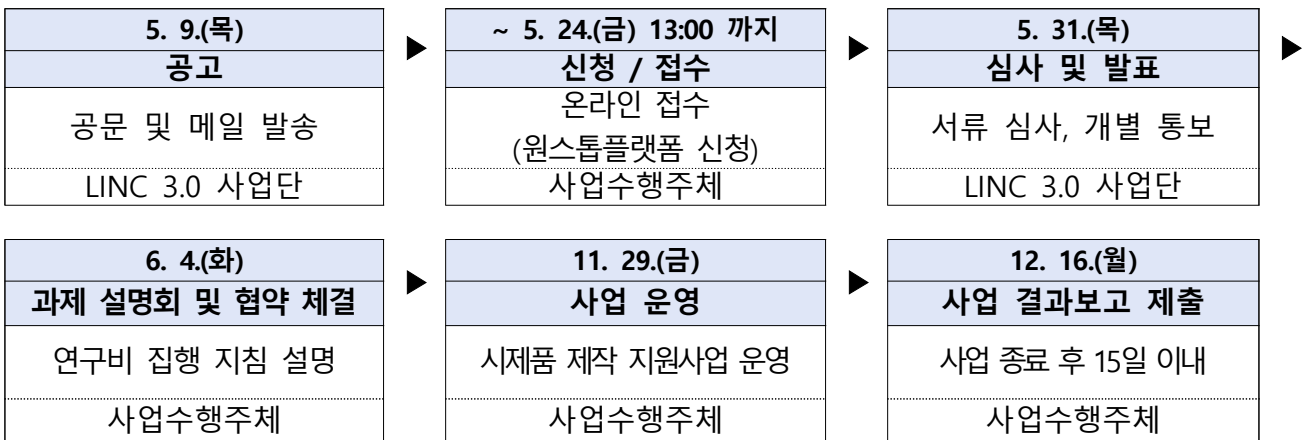 5. 9.(목)
공고
공문 및 메일 발송
LINC 3.0 사업단
▶
~ 5. 24.(금) 13:00 까지
신청 / 접수
온라인 접수
(원스톱플랫폼 신청)
사업수행주체
▶
5. 31.(목)
심사 및 발표
서류 심사, 개별 통보
LINC 3.0 사업단
▶
6. 4.(화)
과제 설명회 및 협약 체결
연구비 집행 지침 설명
사업수행주체
▶
11. 29.(금)
사업 운영
시제품 제작 지원사업 운영
사업수행주체
▶
12. 16.(월)
사업 결과보고 제출
사업 종료 후 15일 이내
사업수행주체